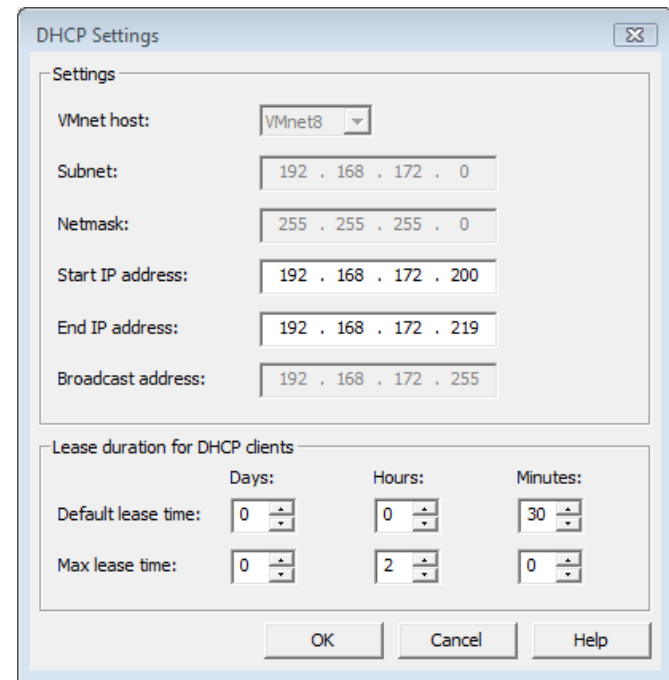 DHCP Settings
Settings
VMnet host: VMnet8
Subnet: 192 . 168 . 172 . 0
Netmask: 255 . 255 . 255 . 0
Start IP address: 192 . 168 . 172 . 200
End IP address: 192 . 168 . 172 . 219
Broadcast address: 192 . 168 . 172 . 255
Lease duration for DHCP clients
Days: Hours: Minutes:
Default lease time: 0 0 30
Max lease time: 0 2 0
OK Cancel Help